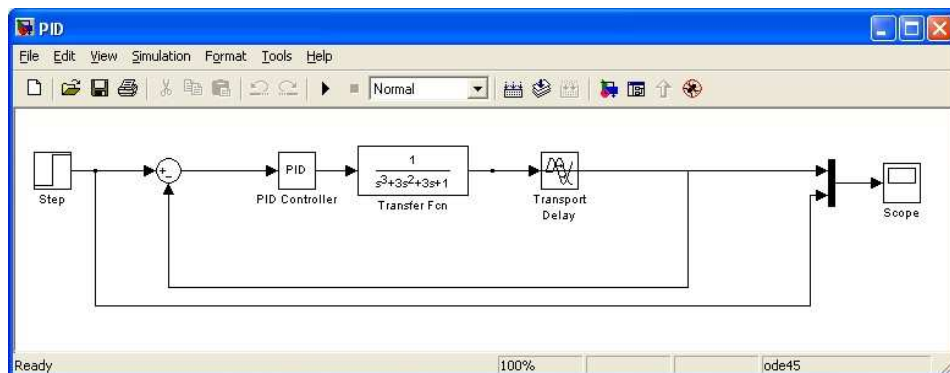 PID
File Edit View Simulation Format Tools Help
Normal
Step
+
-
PID
PID Controller
1
s³+3s²+3s+1
Transfer Fcn
Transport
Delay
Scope
Ready 100% ode45